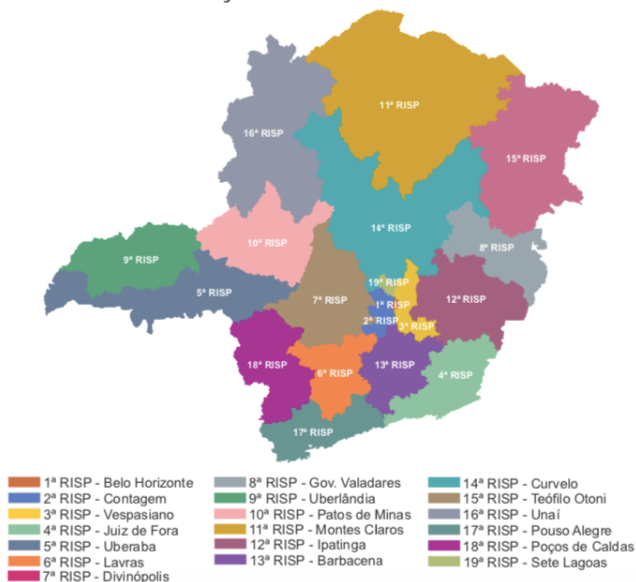 11ª RISP
16ª RISP
15ª RISP
14ª RISP
10ª RISP
8ª RISP
9ª RISP
19ª RISP
5ª RISP
7ª RISP
1ª RISP
12ª RISP
2ª RISP
3ª RISP
18ª RISP
6ª RISP
13ª RISP
4ª RISP
17ª RISP
1ª RISP - Belo Horizonte
2ª RISP - Contagem
3ª RISP - Vespasiano
4ª RISP - Juiz de Fora
5ª RISP - Uberaba
6ª RISP - Lavras
7ª RISP - Divinópolis
8ª RISP - Gov. Valadares
9ª RISP - Uberlândia
10ª RISP - Patos de Minas
11ª RISP - Montes Claros
12ª RISP - Ipatinga
13ª RISP - Barbacena
14ª RISP - Curvelo
15ª RISP - Teófilo Otoni
16ª RISP - Unaí
17ª RISP - Pouso Alegre
18ª RISP - Poços de Caldas
19ª RISP - Sete Lagoas